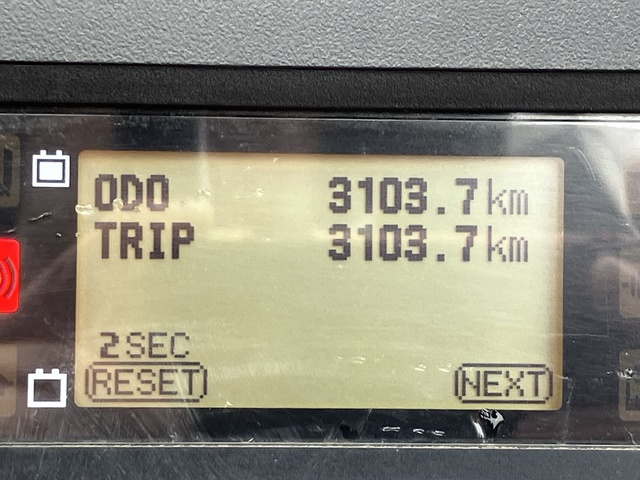 ODO 3103.7km
TRIP 3103.7km
2SEC
RESET NEXT